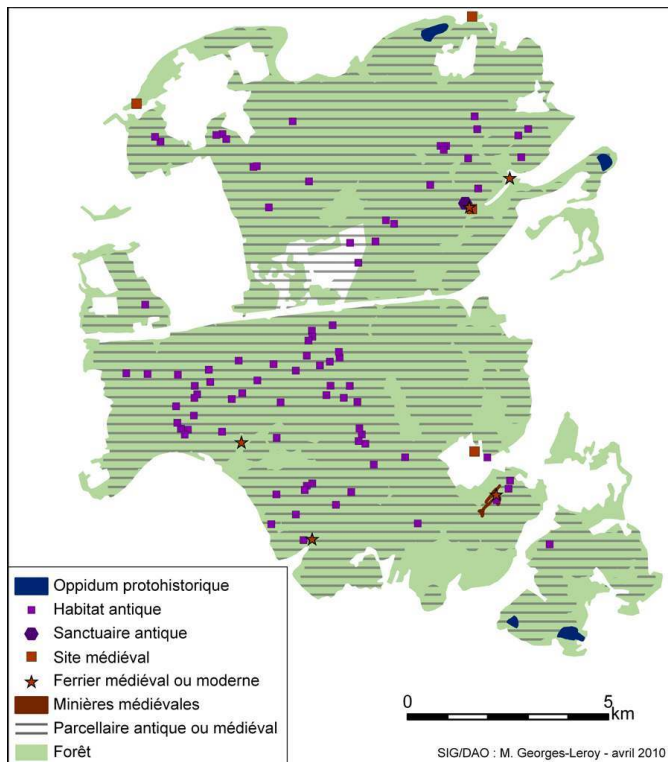 Oppidum protohistorique
Habitat antique
Sanctuaire antique
Site médiéval
Ferrier médiéval ou moderne
Minières médiévales
Parcellaire antique ou médiéval
Forêt
0 5
km
SIG/DAO : M. Georges-Leroy - avril 2010